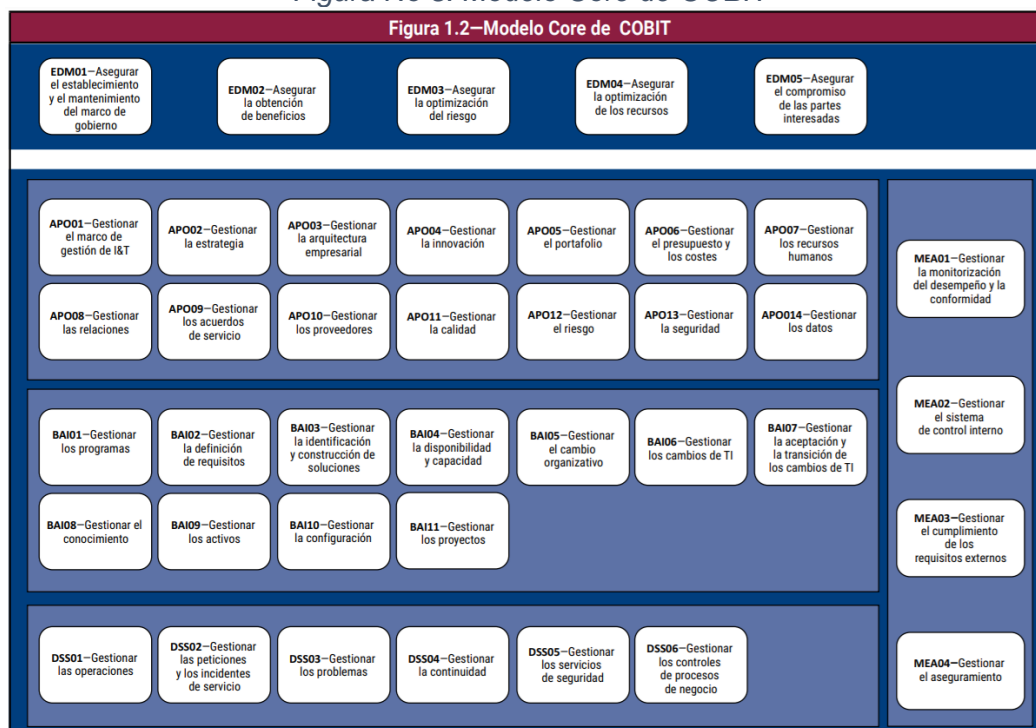 Figura 1.2—Modelo Core de COBIT
EDM01—Asegurar
el establecimiento
y el mantenimiento
del marco de
gobierno
EDM02—Asegurar
la obtención
de beneficios
EDM03—Asegurar
la optimización
del riesgo
EDM04—Asegurar
la optimización
de los recursos
EDM05—Asegurar
el compromiso
de las partes
interesadas
APO01—Gestionar
el marco de
gestión de I&T
APO02—Gestionar
la estrategia
APO03—Gestionar
la arquitectura
empresarial
APO04—Gestionar
la innovación
APO05—Gestionar
el portafolio
APO06—Gestionar
el presupuesto y
los costes
APO07—Gestionar
los recursos
humanos
APO08—Gestionar
las relaciones
APO09—Gestionar
los acuerdos
de servicio
APO10—Gestionar
los proveedores
APO11—Gestionar
la calidad
APO12—Gestionar
el riesgo
APO13—Gestionar
la seguridad
APO014—Gestionar
los datos
BAI01—Gestionar
los programas
BAI02—Gestionar
la definición
de requisitos
BAI03—Gestionar
la identificación
y construcción de
soluciones
BAI04—Gestionar
la disponibilidad
y capacidad
BAI05—Gestionar
el cambio
organizativo
BAI06—Gestionar
los cambios de TI
BAI07—Gestionar
la aceptación y
la transición de
los cambios de TI
BAI08—Gestionar el
conocimiento
BAI09—Gestionar
los activos
BAI10—Gestionar
la configuración
BAI11—Gestionar
los proyectos
DSS01—Gestionar
las operaciones
DSS02—Gestionar
las peticiones
y los incidentes
de servicio
DSS03—Gestionar
los problemas
DSS04—Gestionar
la continuidad
DSS05—Gestionar
los servicios
de seguridad
DSS06—Gestionar
los controles
de procesos
de negocio
MEA01—Gestionar
la monitorización
del desempeño y la
conformidad
MEA02—Gestionar
el sistema
de control interno
MEA03—Gestionar
el cumplimiento
de los
requisitos externos
MEA04—Gestionar
el aseguramiento